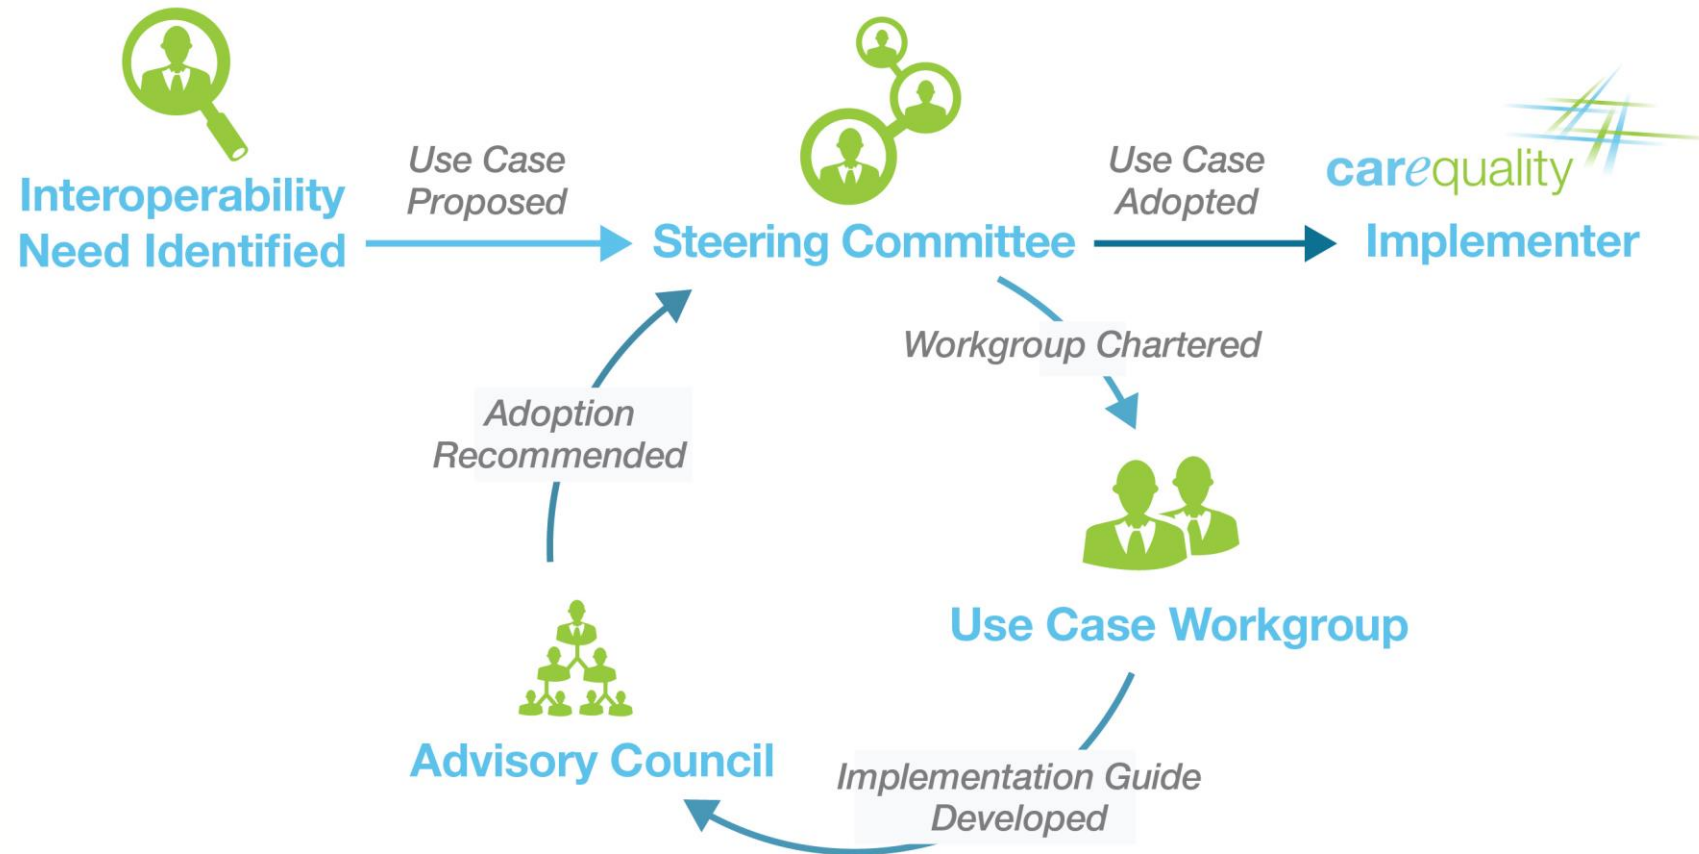 Interoperability
Need Identified
Use Case
Proposed
Steering Committee
Use Case
Adopted
carequality
Implementer
Workgroup Chartered
Use Case Workgroup
Implementation Guide
Developed
Advisory Council
Adoption
Recommended